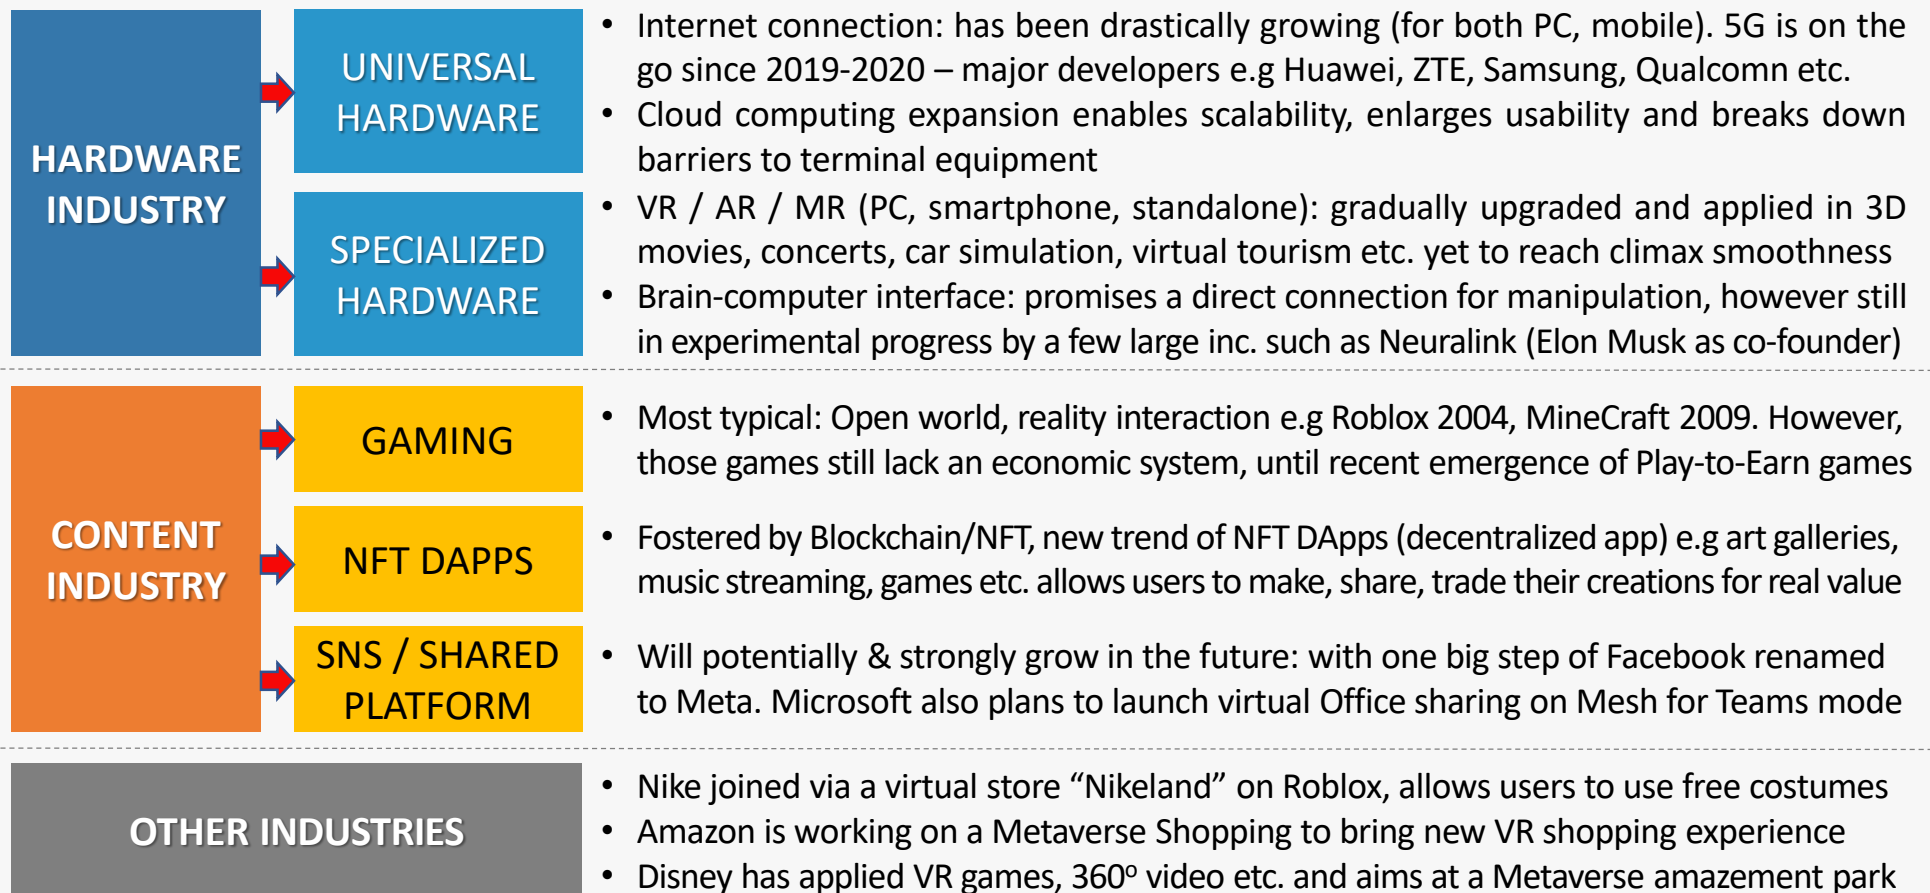 HARDWARE
INDUSTRY
UNIVERSAL
HARDWARE
• Internet connection: has been drastically growing (for both PC, mobile). 5G is on the
go since 2019-2020 – major developers e.g Huawei, ZTE, Samsung, Qualcomn etc.
• Cloud computing expansion enables scalability, enlarges usability and breaks down
barriers to terminal equipment
SPECIALIZED
HARDWARE
• VR / AR / MR (PC, smartphone, standalone): gradually upgraded and applied in 3D
movies, concerts, car simulation, virtual tourism etc. yet to reach climax smoothness
• Brain-computer interface: promises a direct connection for manipulation, however still
in experimental progress by a few large inc. such as Neuralink (Elon Musk as co-founder)
CONTENT
INDUSTRY
GAMING
• Most typical: Open world, reality interaction e.g Roblox 2004, MineCraft 2009. However,
those games still lack an economic system, until recent emergence of Play-to-Earn games
NFT DAPPS
• Fostered by Blockchain/NFT, new trend of NFT DApps (decentralized app) e.g art galleries,
music streaming, games etc. allows users to make, share, trade their creations for real value
SNS / SHARED
PLATFORM
• Will potentially & strongly grow in the future: with one big step of Facebook renamed
to Meta. Microsoft also plans to launch virtual Office sharing on Mesh for Teams mode
OTHER INDUSTRIES
• Nike joined via a virtual store “Nikeland” on Roblox, allows users to use free costumes
• Amazon is working on a Metaverse Shopping to bring new VR shopping experience
• Disney has applied VR games, 360º video etc. and aims at a Metaverse amazement park